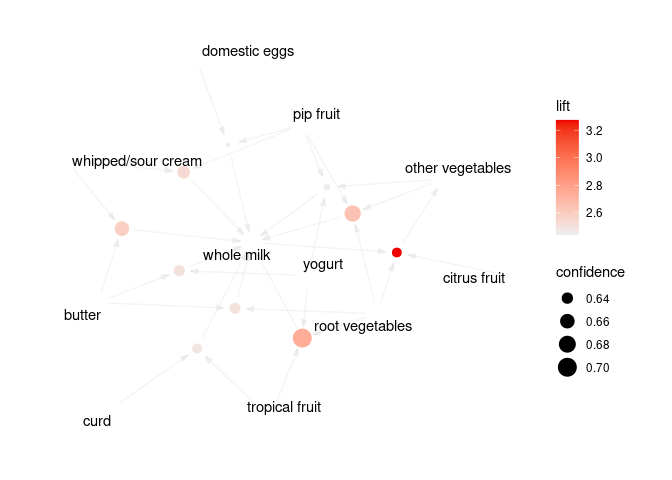 domestic eggs
pip fruit
whipped/sour cream
other vegetables
whole milk
yogurt
citrus fruit
butter
root vegetables
tropical fruit
curd
lift
3.2
3.0
2.8
2.6
confidence
0.64
0.66
0.68
0.70